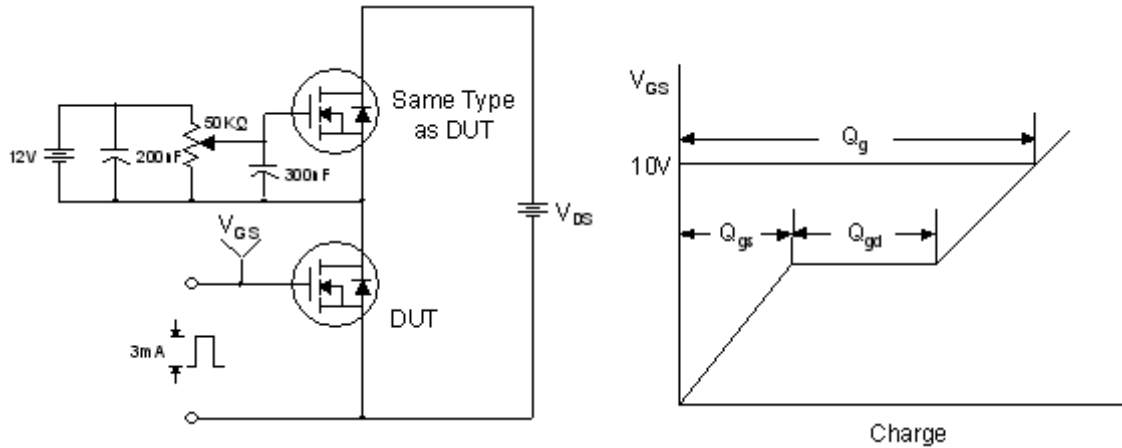 12V
200nF
50KΩ
300nF
Same Type
as DUT
V_DS
V_GS
DUT
3mA
V_GS
10V
Q_g
Q_gs
Q_gd
Charge